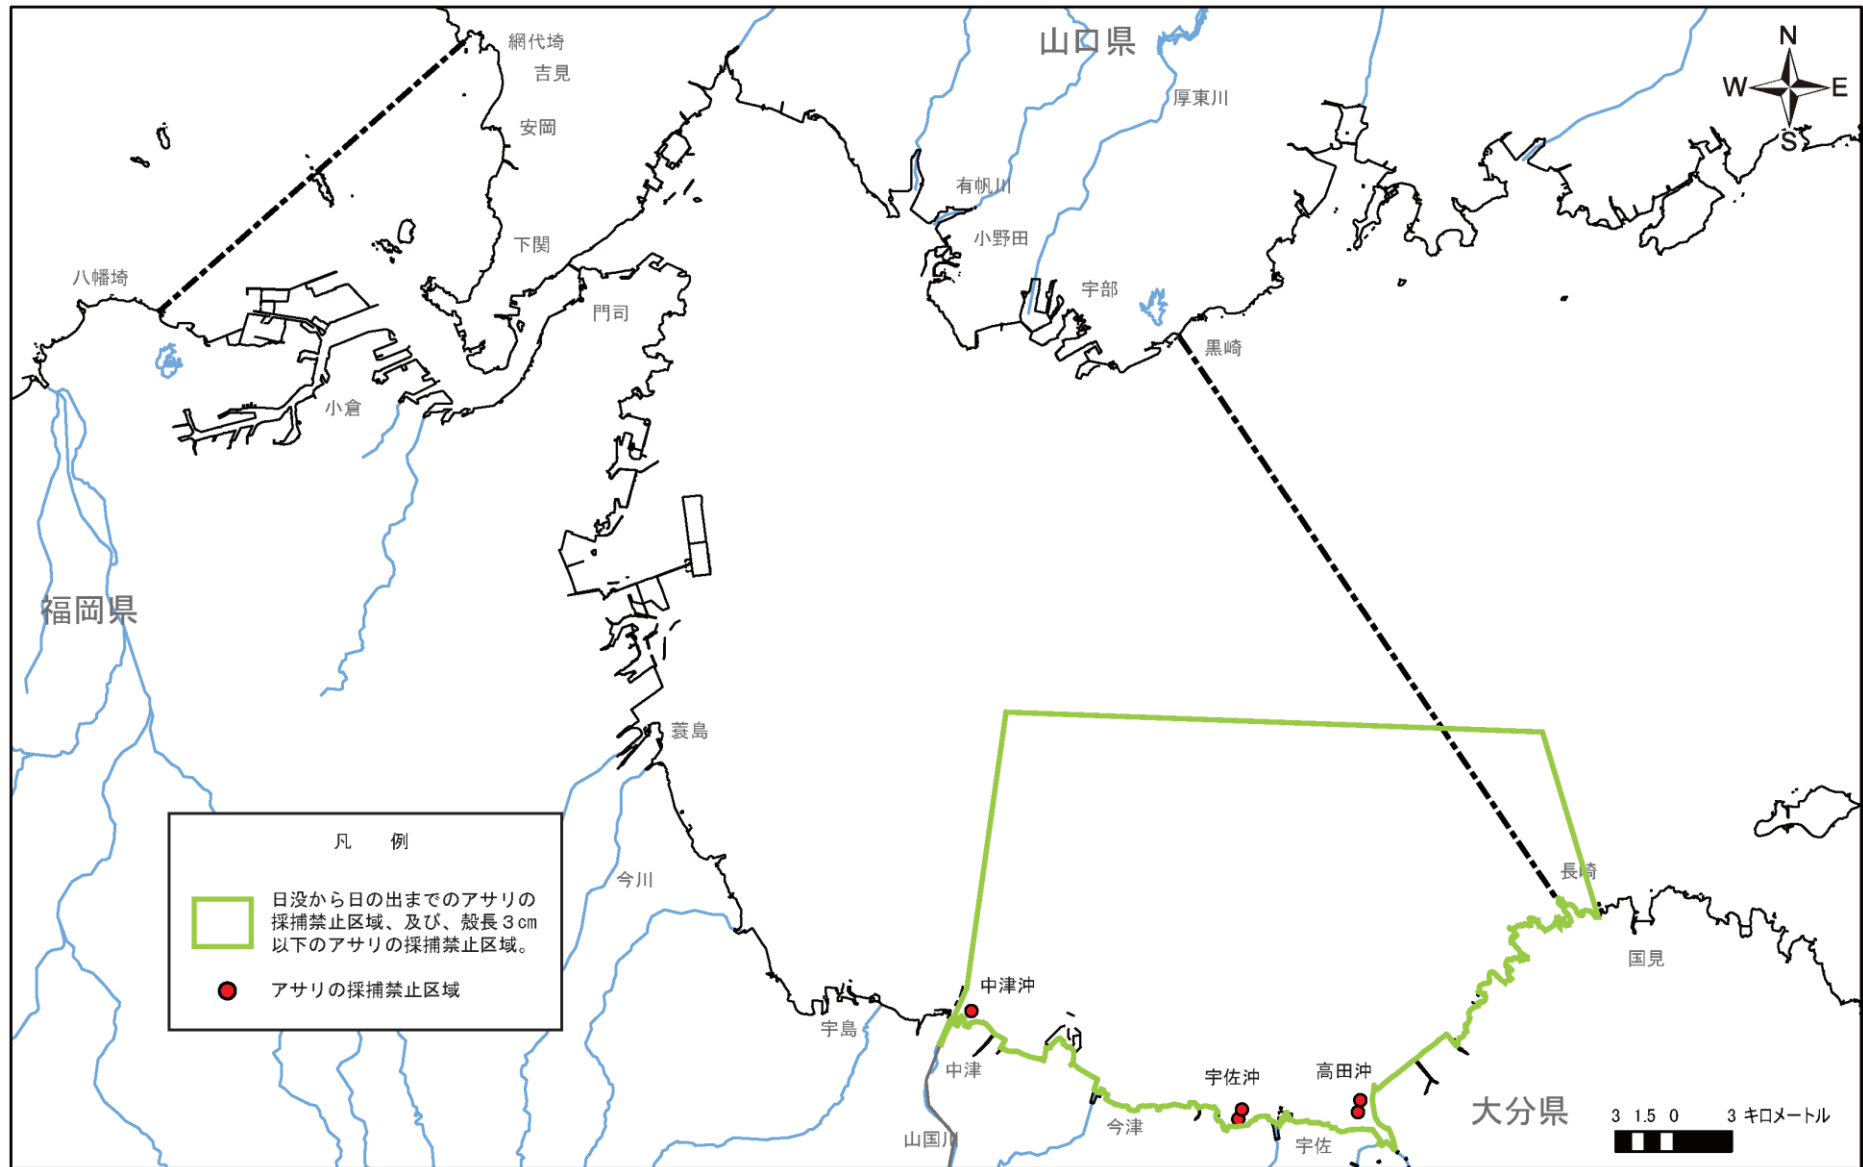 網代埼
吉見
安岡
下関
八幡埼
門司
小倉
山口県
厚東川
有帆川
小野田
宇部
黒崎
N
W
E
S
福岡県
蓑島
今川
宇島
凡 例
日没から日の出までのアサリの
採捕禁止区域、及び、殻長3cm
以下のアサリの採捕禁止区域。
アサリの採捕禁止区域
長崎
国見
中津沖
中津
山国川
今津
宇佐沖
宇佐
高田沖
大分県
3 1.5 0 3 キロメートル